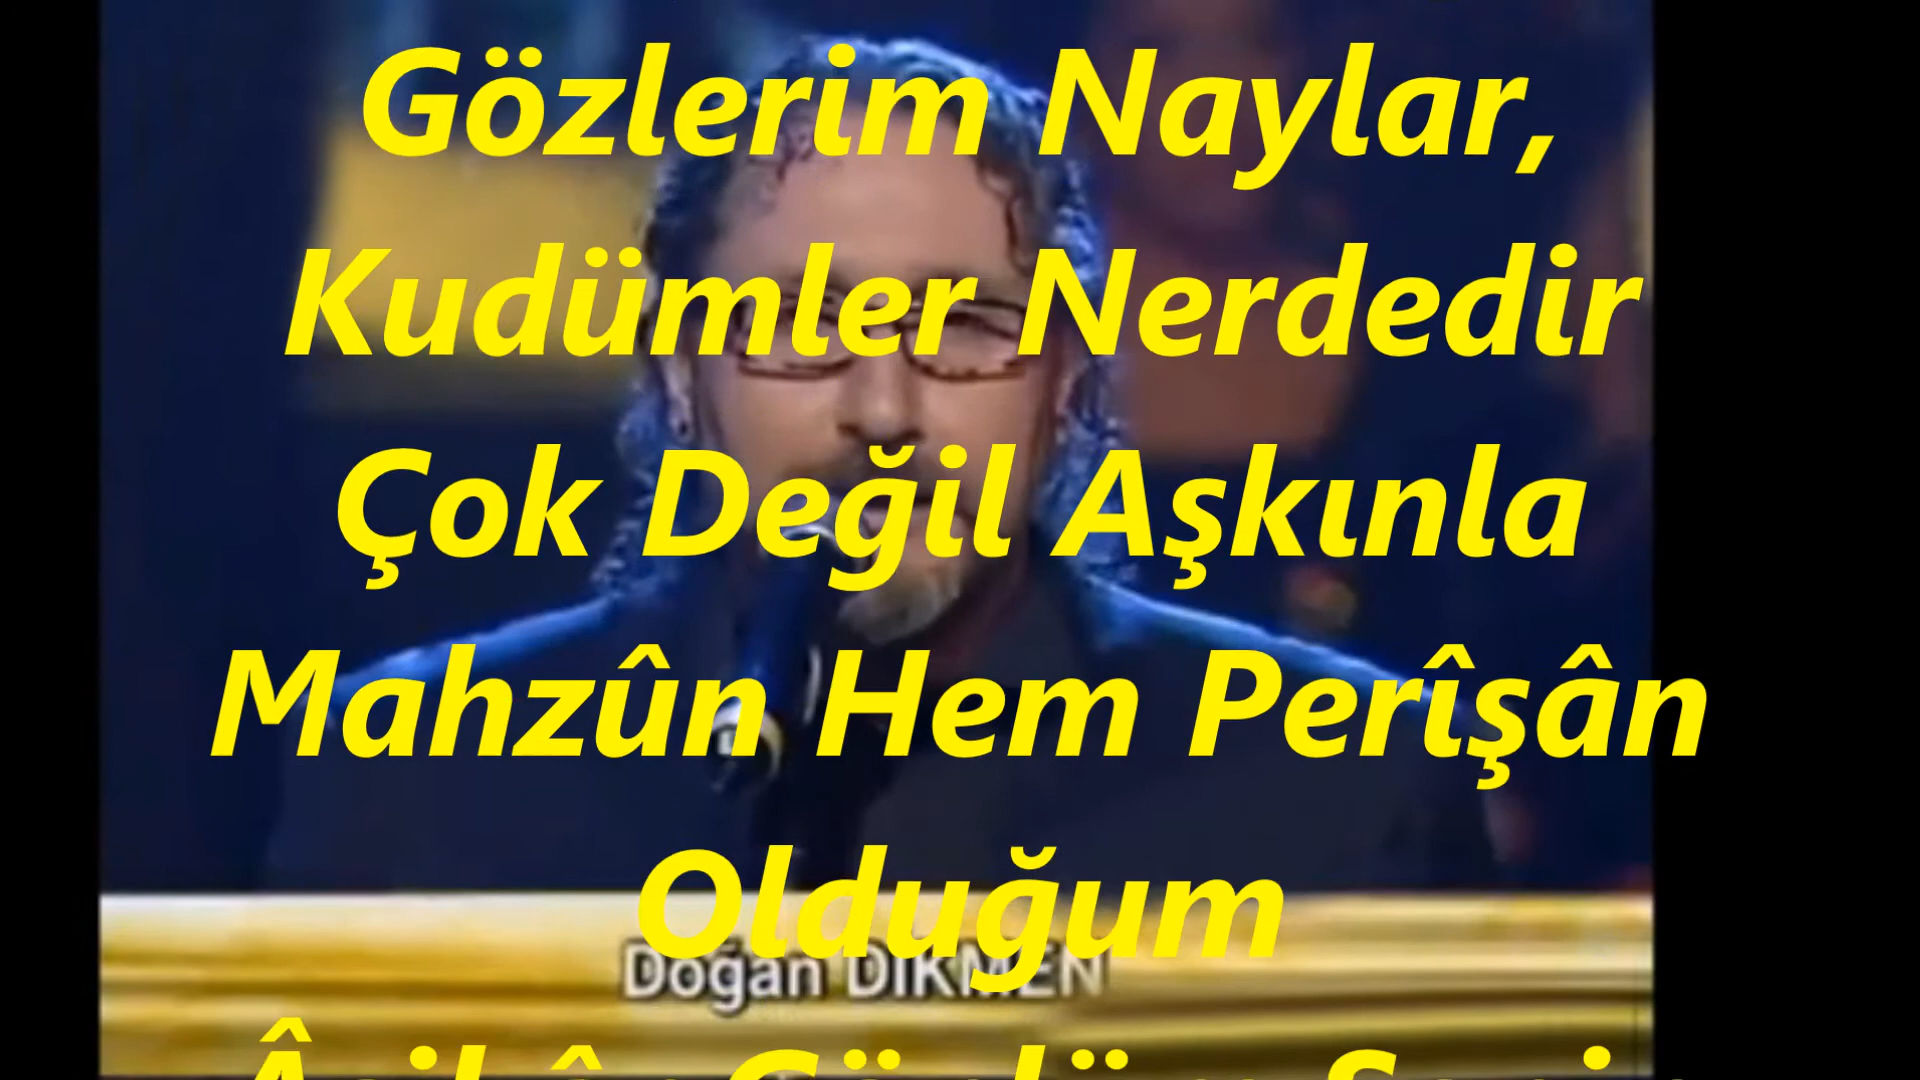 Gözlerim Naylar,
Kudümler Nerdedir
Çok Değil Aşkınla
Mahzûn Hem Perîşân
Olduğum
Doğan DİKMEN